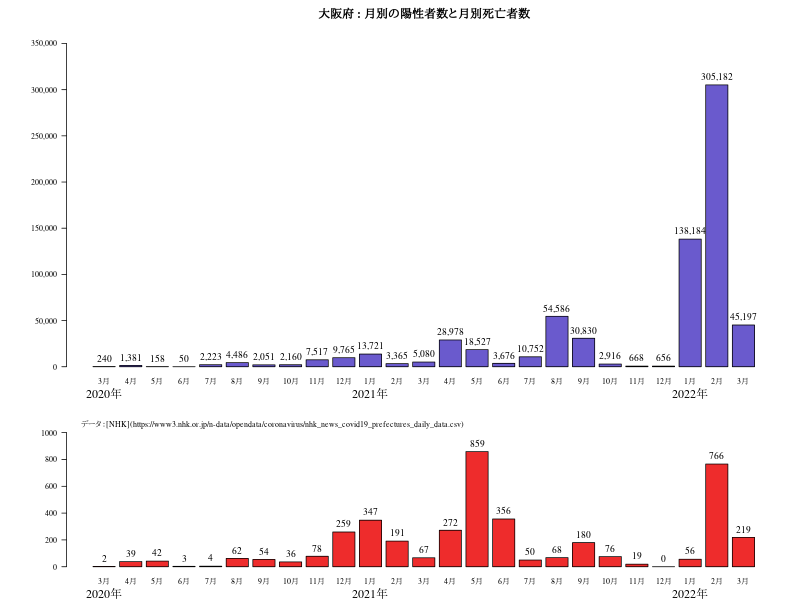 大阪府 : 月別の陽性者数と月別死亡者数
350,000
300,000
250,000
200,000
150,000
100,000
50,000
0
240 1,381 158 50 2,223 4,486 2,051 2,160 7,517 9,765 13,721 3,365 5,080 28,978 18,527 3,676 10,752 54,586 30,830 2,916 668 656 138,184 305,182 45,197
3月 4月 5月 6月 7月 8月 9月 10月 11月 12月 1月 2月 3月 4月 5月 6月 7月 8月 9月 10月 11月 12月 1月 2月 3月
2020年 2021年 2022年
データ : [NHK](https://www3.nhk.or.jp/n-data/opendata/coronavirus/nhk_news_covid19_prefectures_daily_data.csv)
1000
800
600
400
200
0
2 39 42 3 4 62 54 36 78 259 347 191 67 272 859 356 50 68 180 76 19 0 56 766 219
3月 4月 5月 6月 7月 8月 9月 10月 11月 12月 1月 2月 3月 4月 5月 6月 7月 8月 9月 10月 11月 12月 1月 2月 3月
2020年 2021年 2022年